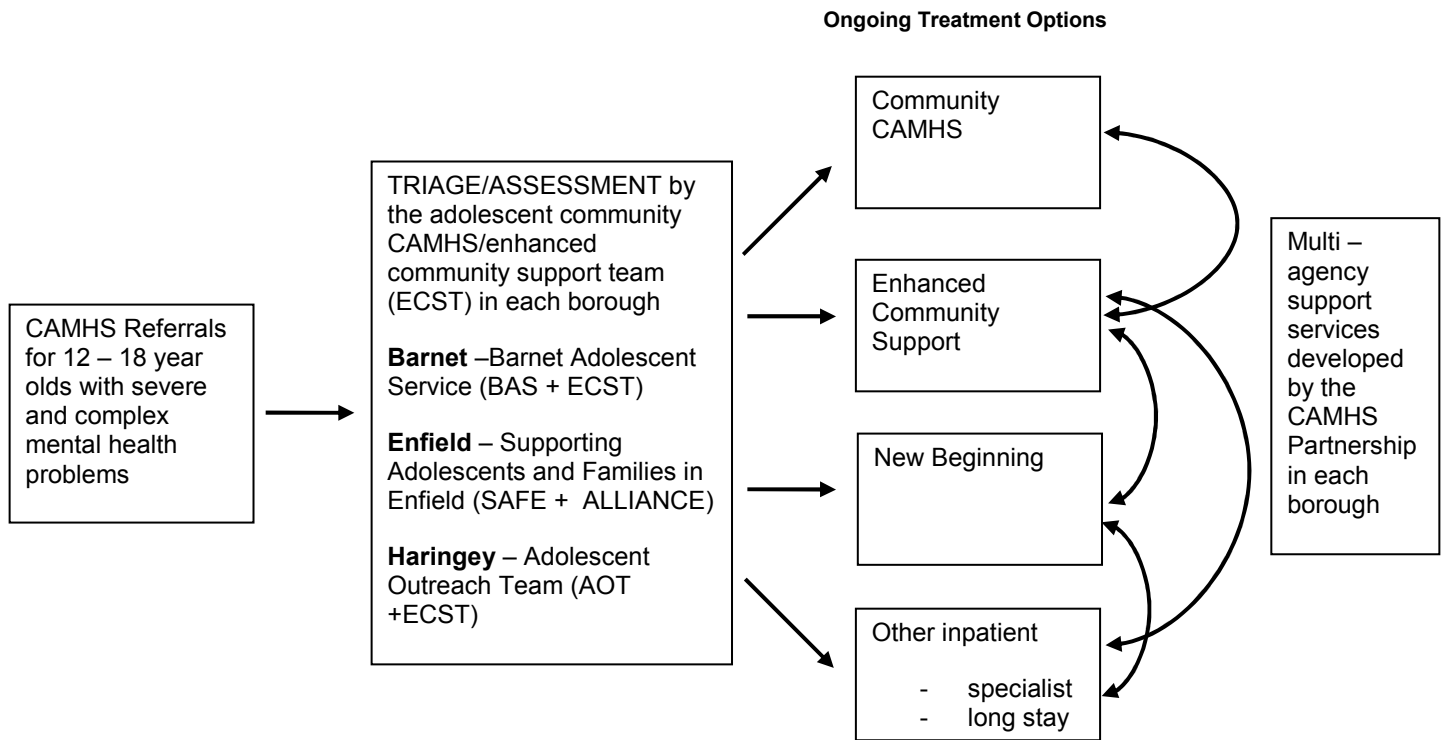 Ongoing Treatment Options
CAMHS Referrals
for 12 – 18 year
olds with severe
and complex
mental health
problems
TRIAGE/ASSESSMENT by
the adolescent community
CAMHS/enhanced
community support team
(ECST) in each borough
Barnet –Barnet Adolescent
Service (BAS + ECST)
Enfield – Supporting
Adolescents and Families in
Enfield (SAFE + ALLIANCE)
Haringey – Adolescent
Outreach Team (AOT
+ECST)
Community
CAMHS
Enhanced
Community
Support
New Beginning
Other inpatient
- specialist
- long stay
Multi –
agency
support
services
developed
by the
CAMHS
Partnership
in each
borough